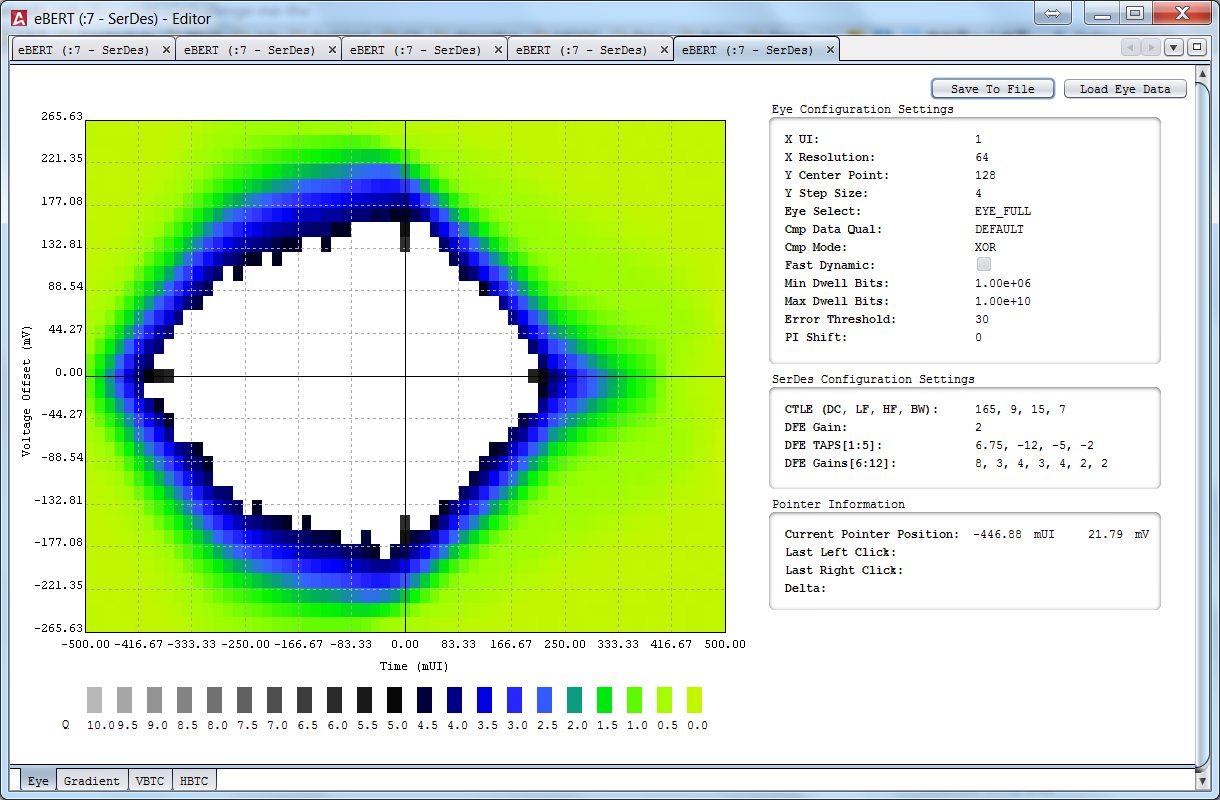 eBERT (:7 - SerDes) - Editor
eBERT (:7 - SerDes) eBERT (:7 - SerDes) eBERT (:7 - SerDes) eBERT (:7 - SerDes) eBERT (:7 - SerDes)
Save To File Load Eye Data
Eye Configuration Settings
X UI: 1
X Resolution: 64
Y Center Point: 128
Y Step Size: 4
Eye Select: EYE_FULL
Cmp Data Qual: DEFAULT
Cmp Mode: XOR
Fast Dynamic:
Min Dwell Bits: 1.00e+06
Max Dwell Bits: 1.00e+10
Error Threshold: 30
PI Shift: 0
SerDes Configuration Settings
CTLE (DC, LF, HF, BW): 165, 9, 15, 7
DFE Gain: 2
DFE TAPS[1:5]: 6.75, -12, -5, -2
DFE Gains[6:12]: 8, 3, 4, 3, 4, 2, 2
Pointer Information
Current Pointer Position: -446.88 mUI 21.79 mV
Last Left Click:
Last Right Click:
Delta:
Voltage Offset (mV)
265.63
221.35
177.08
132.81
88.54
44.27
0.00
-44.27
-88.54
-132.81
-177.08
-221.35
-265.63
-500.00 -416.67 -333.33 -250.00 -166.67 -83.33 0.00 83.33 166.67 250.00 333.33 416.67 500.00
Time (mUI)
Q 10.0 9.5 9.0 8.5 8.0 7.5 7.0 6.5 6.0 5.5 5.0 4.5 4.0 3.5 3.0 2.5 2.0 1.5 1.0 0.5 0.0
Eye Gradient VBTC HBTC